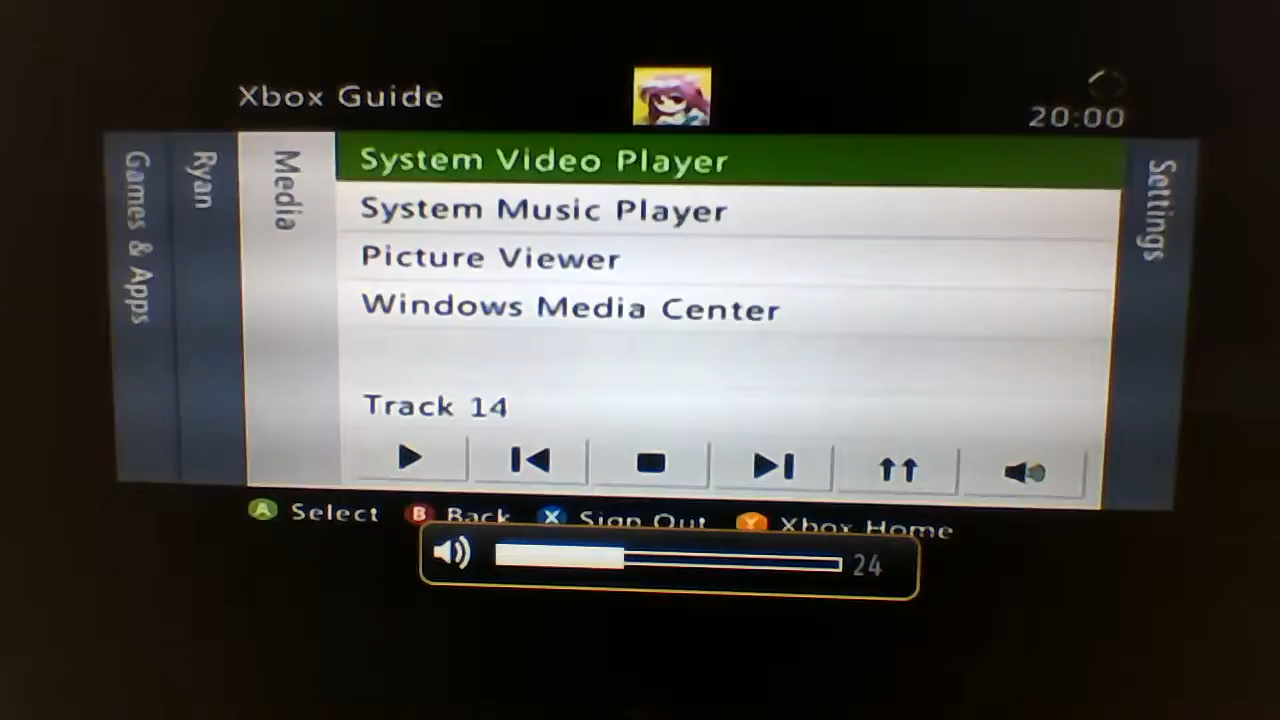 Xbox Guide
20:00
Games & Apps
Ryan
Media
System Video Player
System Music Player
Picture Viewer
Windows Media Center
Settings
Track 14
A Select B Back X Sign Out Y Xbox Home
24